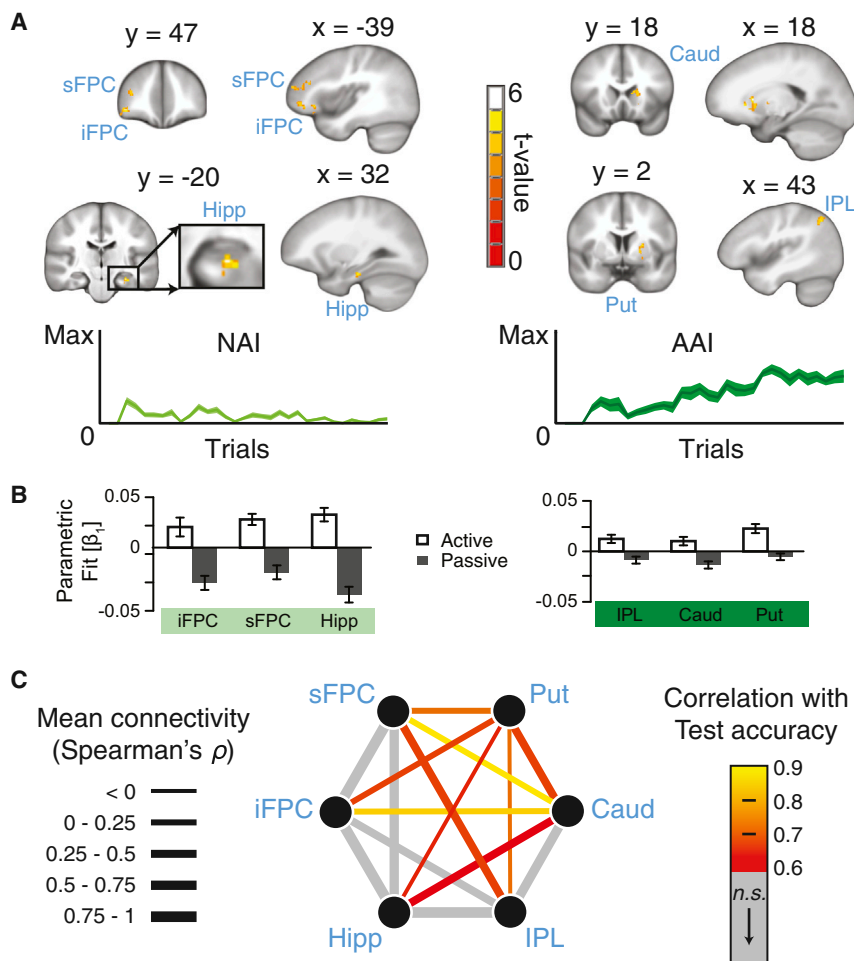 A
y = 47
x = -39
sFPC
sFPC
iFPC
iFPC
y = -20
x = 32
Hipp
Hipp
6
t-value
0
y = 18
x = 18
Caud
y = 2
x = 43
IPL
Put
Max
NAI
0
Trials
Max
AAI
0
Trials
B
Parametric
Fit [β₁]
0.05
0
-0.05
iFPC sFPC Hipp
Active
Passive
0.05
0
-0.05
IPL Caud Put
C
Mean connectivity
(Spearman's ρ)
< 0
0 - 0.25
0.25 - 0.5
0.5 - 0.75
0.75 - 1
sFPC
Put
iFPC
Caud
Hipp
IPL
Correlation with
Test accuracy
0.9
0.8
0.7
0.6
n.s.